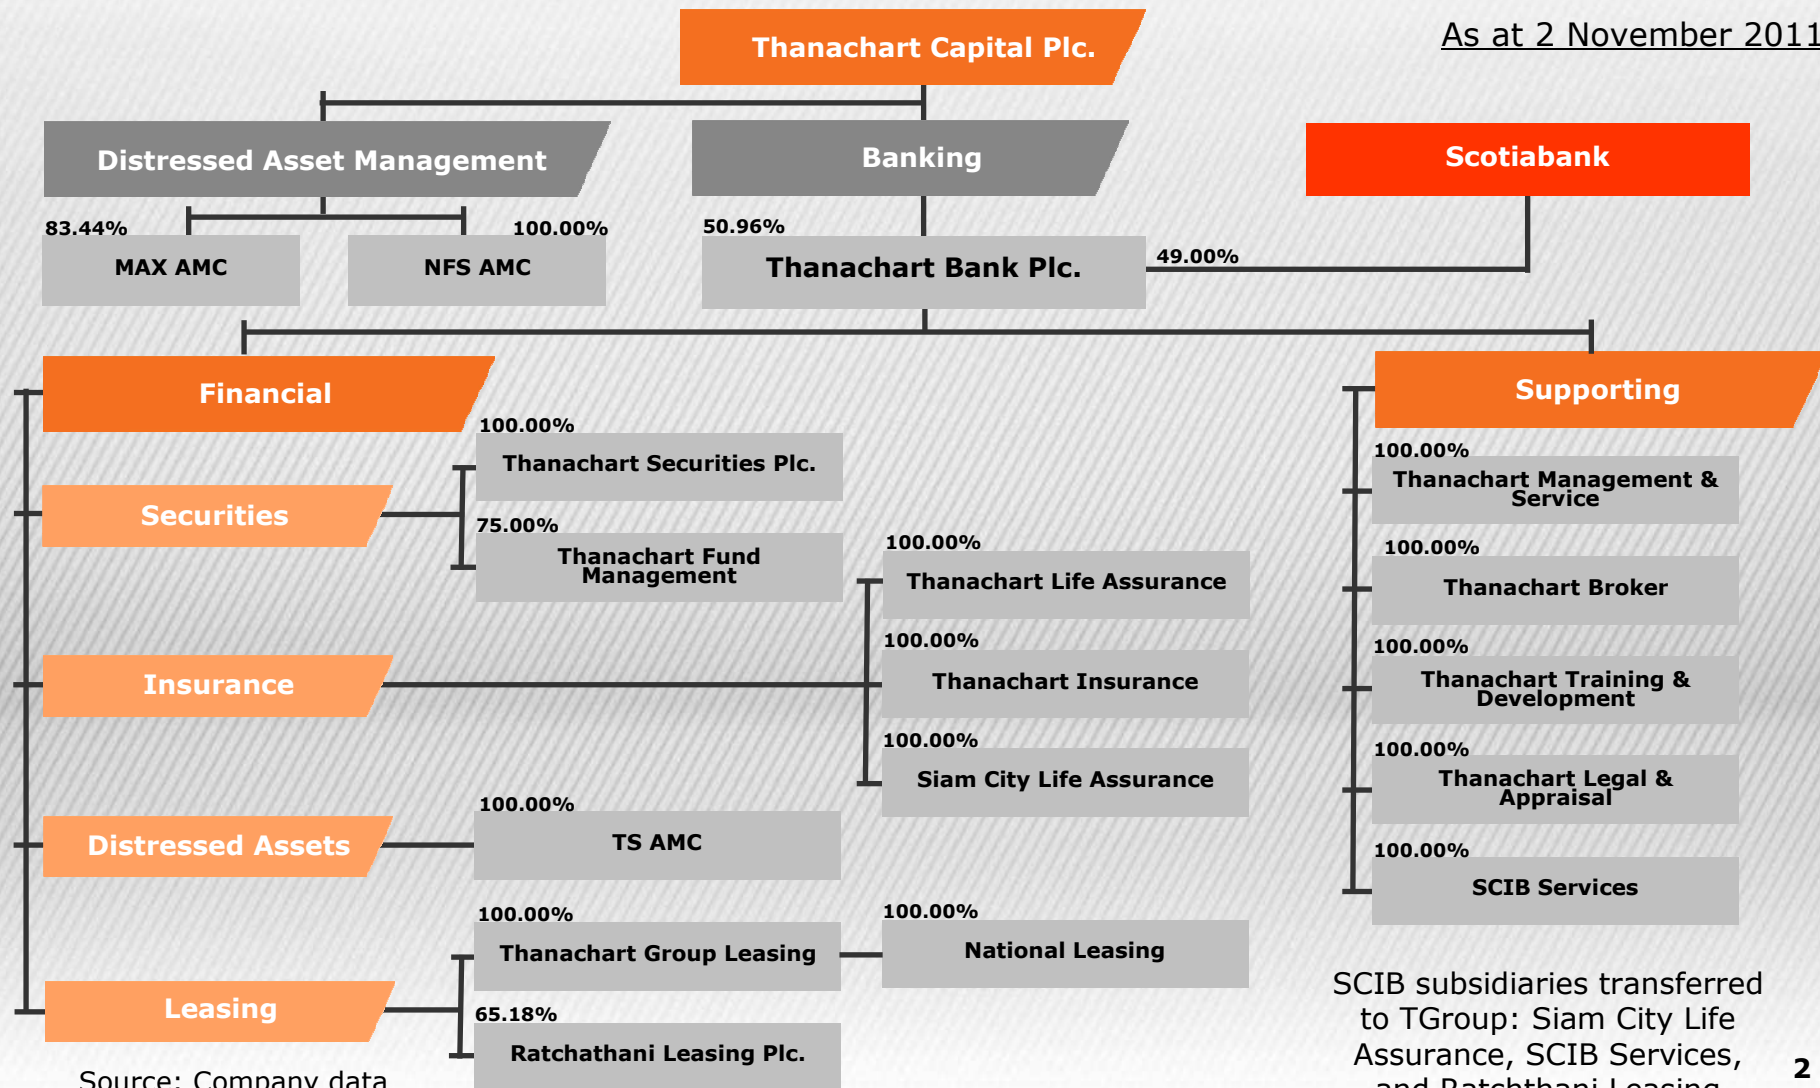 Thanachart Capital Plc.
As at 2 November 2011
Distressed Asset Management
Banking
Scotiabank
83.44%
MAX AMC
100.00%
NFS AMC
50.96%
Thanachart Bank Plc.
49.00%
Financial
Securities
100.00%
Thanachart Securities Plc.
75.00%
Thanachart Fund
Management
Insurance
100.00%
Thanachart Life Assurance
100.00%
Thanachart Insurance
100.00%
Siam City Life Assurance
Distressed Assets
100.00%
TS AMC
Leasing
100.00%
Thanachart Group Leasing
100.00%
National Leasing
65.18%
Ratchathani Leasing Plc.
Supporting
100.00%
Thanachart Management &
Service
100.00%
Thanachart Broker
100.00%
Thanachart Training &
Development
100.00%
Thanachart Legal &
Appraisal
100.00%
SCIB Services
SCIB subsidiaries transferred
to TGroup: Siam City Life
Assurance, SCIB Services,
and Ratchthani Leasing
Source: Company data
2